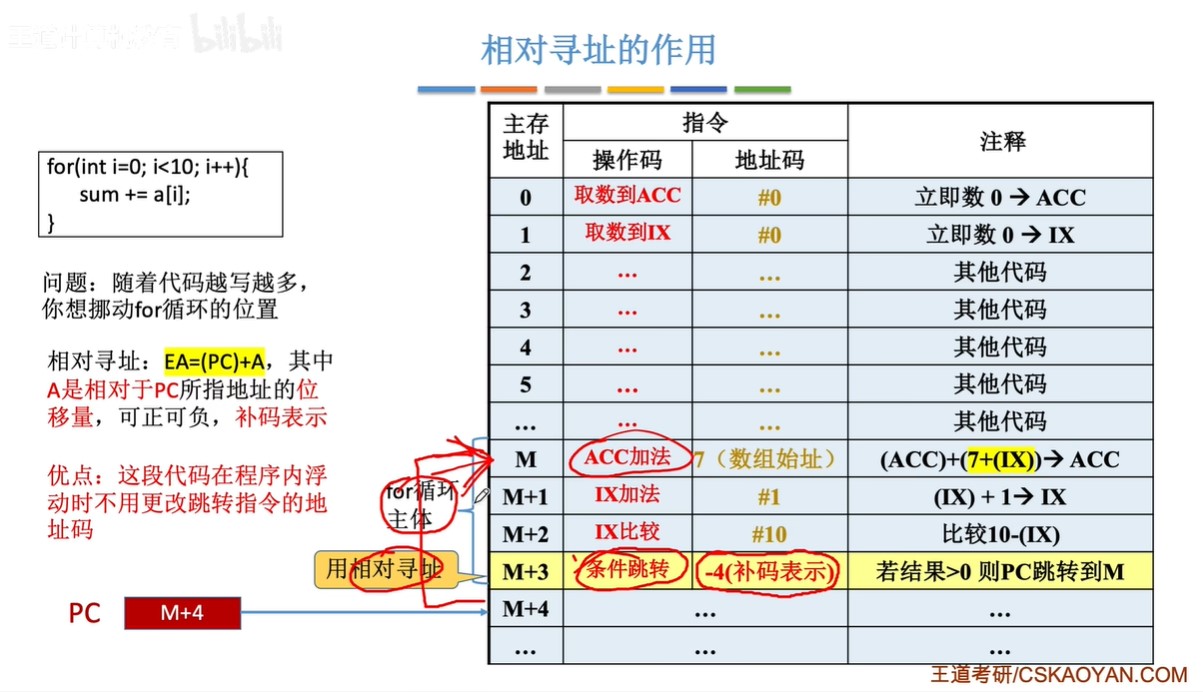 bilibili
相对寻址的作用
for(int i=0; i<10; i++){
sum += a[i];
}
问题：随着代码越写越多，
你想挪动for循环的位置
相对寻址：EA=(PC)+A，其中
A是相对于PC所指地址的位
移量，可正可负，补码表示
优点：这段代码在程序内浮
动时不用更改跳转指令的地
址码
for循环
主体
用相对寻址
PC M+4
主存地址 指令 注释
操作码 地址码
0 取数到ACC #0 立即数 0 → ACC
1 取数到IX #0 立即数 0 → IX
2 … … 其他代码
3 … … 其他代码
4 … … 其他代码
5 … … 其他代码
… … … 其他代码
M ACC加法 7（数组始址） (ACC)+(7+(IX))→ ACC
M+1 IX加法 #1 (IX) + 1→ IX
M+2 IX比较 #10 比较10-(IX)
M+3 条件跳转 -4(补码表示) 若结果>0 则PC跳转到M
M+4 … …
… … …
王道考研/CSKAOYAN.COM